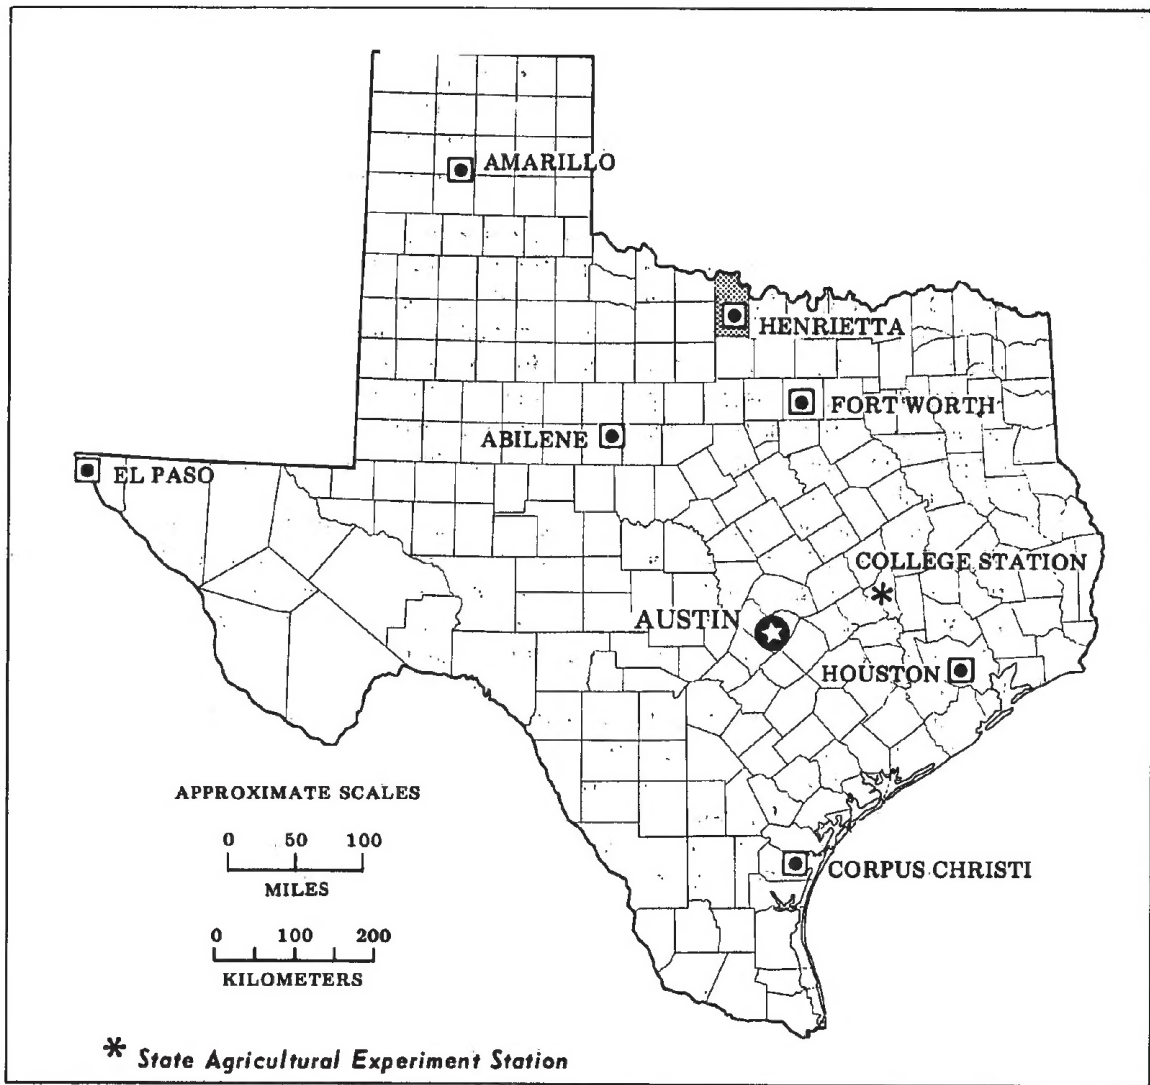 AMARILLO
HENRIETTA
FORT WORTH
ABILENE
EL PASO
COLLEGE STATION
*
AUSTIN
HOUSTON
APPROXIMATE SCALES
0 50 100
MILES
CORPUS CHRISTI
0 100 200
KILOMETERS
* State Agricultural Experiment Station